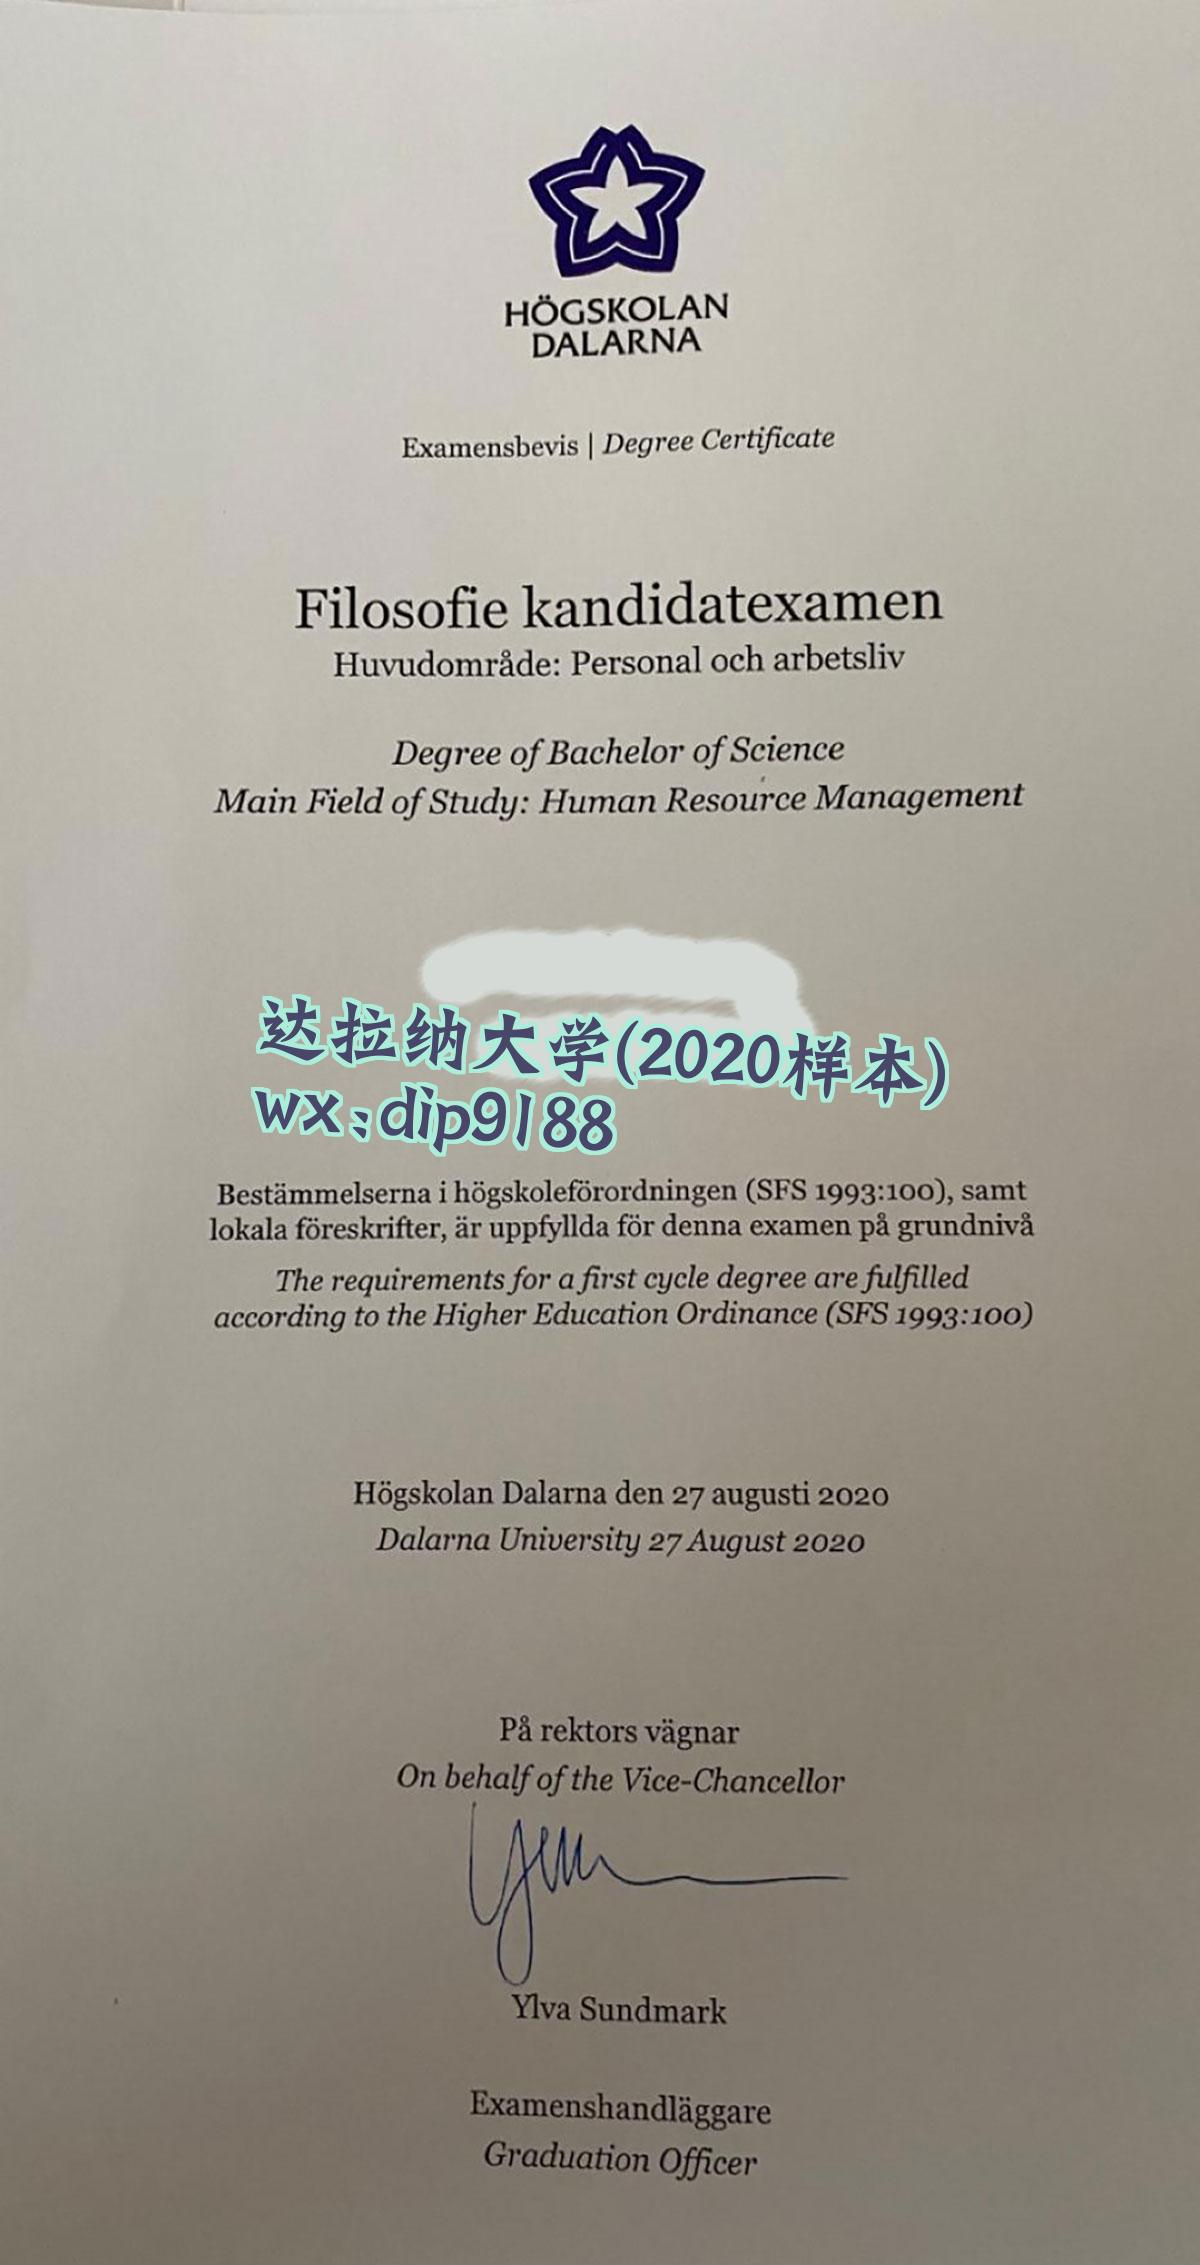 HÖGSKOLAN
DALARNA
Examensbevis | Degree Certificate
Filosofie kandidatexamen
Huvudområde: Personal och arbetsliv
Degree of Bachelor of Science
Main Field of Study: Human Resource Management
达拉纳大学(2020样本)
wx:dip9188
Bestämmelserna i högskoleförordningen (SFS 1993:100), samt
lokala föreskrifter, är uppfyllda för denna examen på grundnivå
The requirements for a first cycle degree are fulfilled
according to the Higher Education Ordinance (SFS 1993:100)
Högskolan Dalarna den 27 augusti 2020
Dalarna University 27 August 2020
På rektors vägnar
On behalf of the Vice-Chancellor
Ylva Sundmark
Examenshandläggare
Graduation Officer